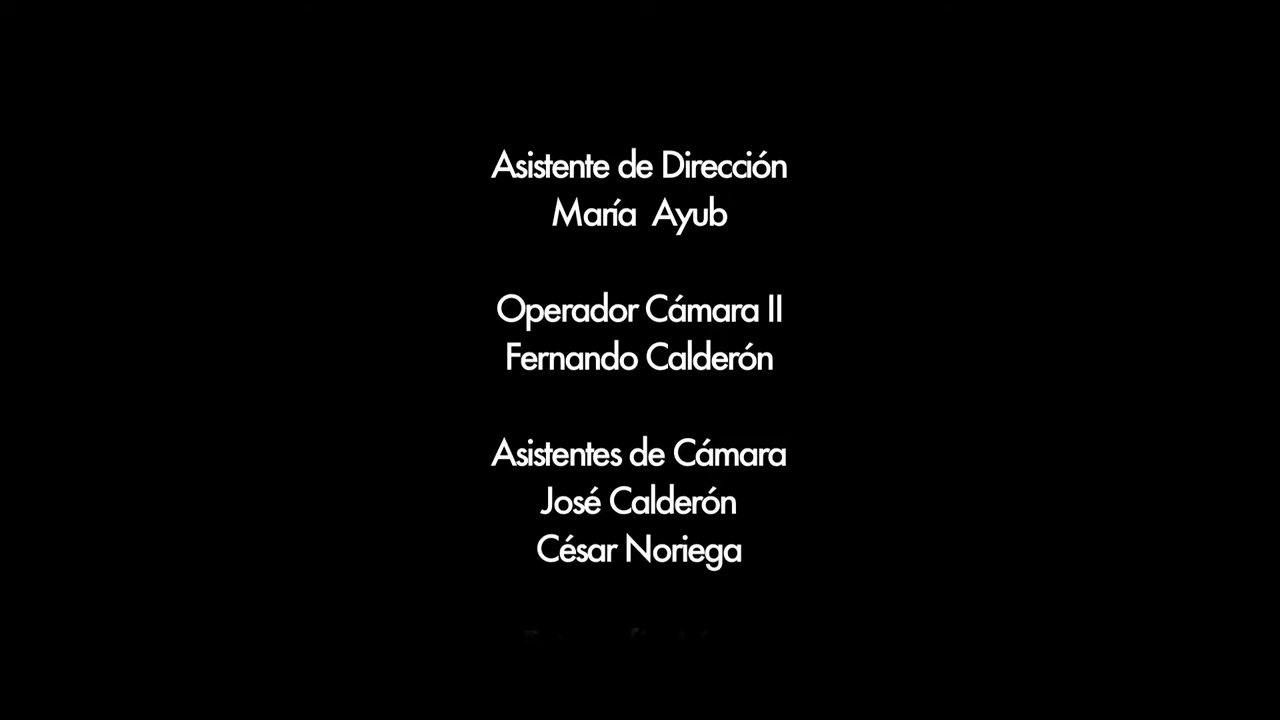 Asistente de Dirección
María Ayub
Operador Cámara II
Fernando Calderón
Asistentes de Cámara
José Calderón
César Noriega